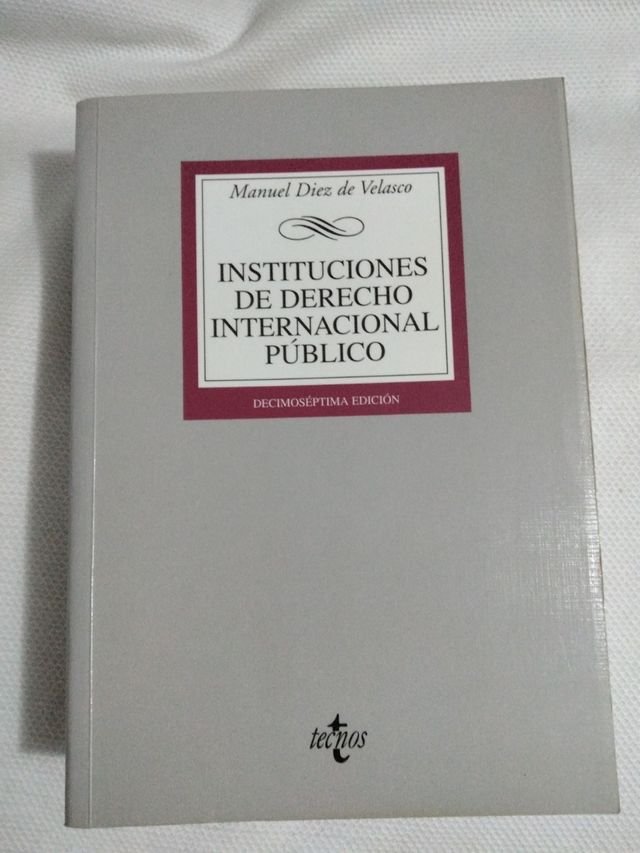 Manuel Diez de Velasco
INSTITUCIONES
DE DERECHO
INTERNACIONAL
PÚBLICO
DECIMOSÉPTIMA EDICIÓN
tecnos